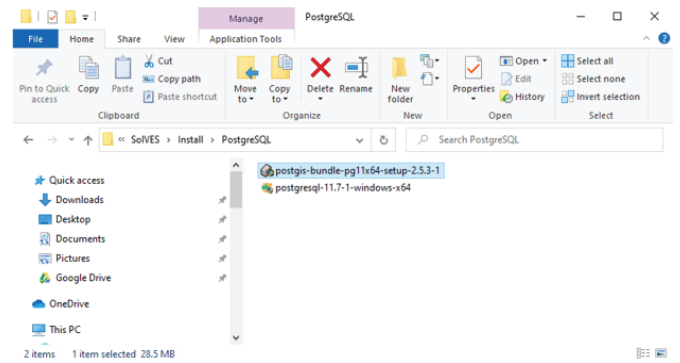 Manage PostgreSQL
File Home Share View Application Tools
Pin to Quick access
Copy
Paste
Cut
Copy path
Paste shortcut
Move to
Copy to
Delete
Rename
New folder
Properties
Open
Edit
History
Select all
Select none
Invert selection
Clipboard Organize New Open Select
« SolVES › Install › PostgreSQL
Search PostgreSQL
Quick access
Downloads
Desktop
Documents
Pictures
Google Drive
OneDrive
This PC
postgis-bundle-pg11x64-setup-2.5.3-1
postgresql-11.7-1-windows-x64
2 items 1 item selected 28.5 MB